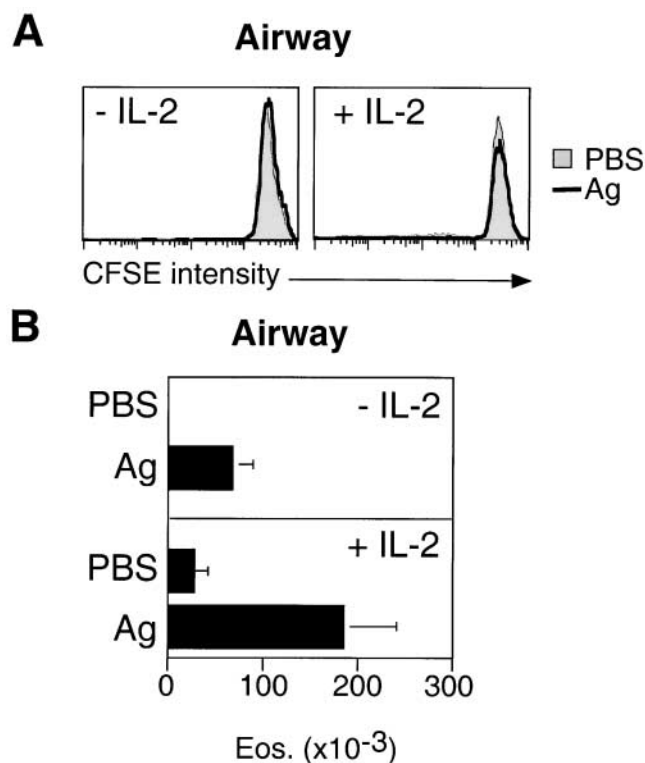 A
Airway
- IL-2
+ IL-2
PBS
Ag
CFSE intensity
B
Airway
PBS
- IL-2
Ag
+ IL-2
PBS
Ag
0 100 200 300
Eos. (x10-3)